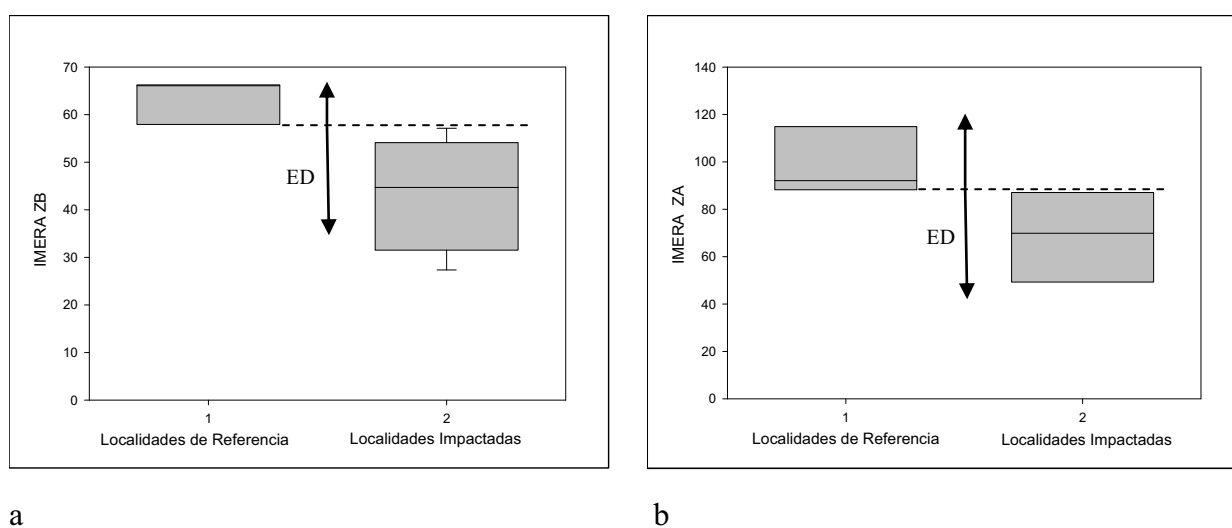 70
60
50
40
30
20
10
0
IMERA ZB
ED
1
2
Localidades de Referencia
Localidades Impactadas
a
140
120
100
80
60
40
20
0
IMERA ZA
ED
1
2
Localidades de Referencia
Localidades Impactadas
b